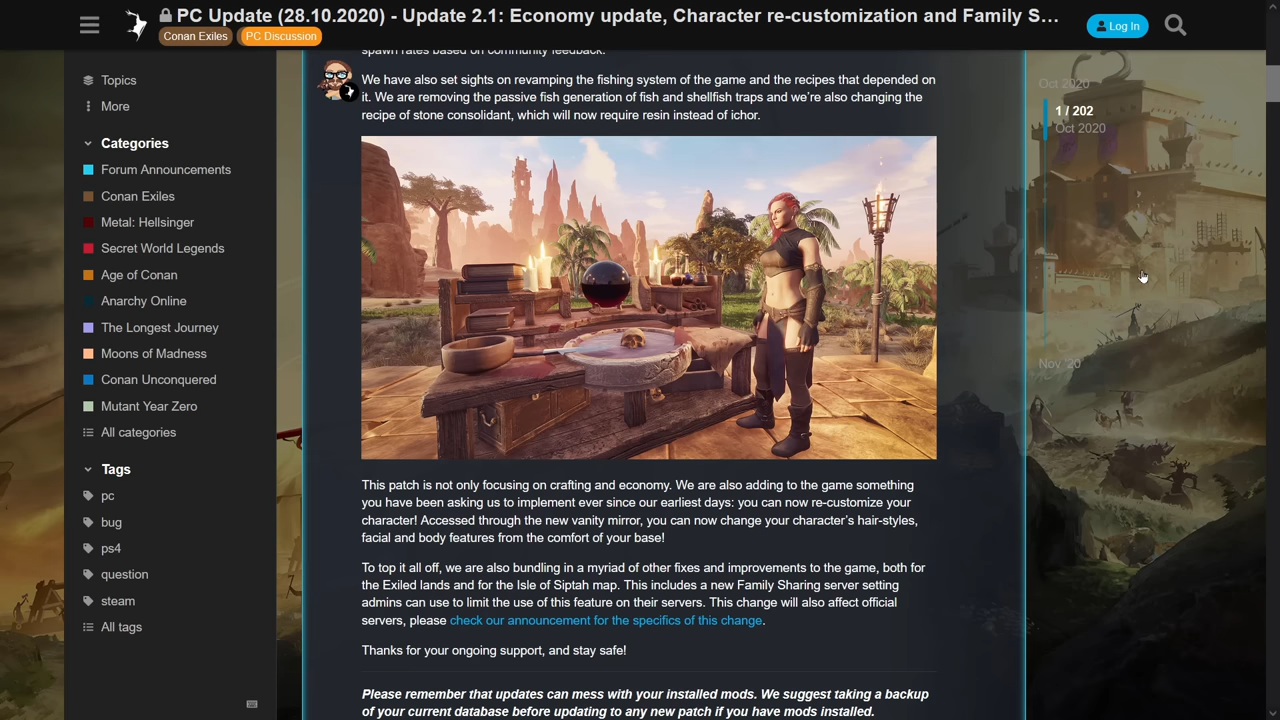 PC Update (28.10.2020) - Update 2.1: Economy update, Character re-customization and Family S...
Conan Exiles
PC Discussion
Log In
Topics
More
Categories
Forum Announcements
Conan Exiles
Metal: Hellsinger
Secret World Legends
Age of Conan
Anarchy Online
The Longest Journey
Moons of Madness
Conan Unconquered
Mutant Year Zero
All categories
Tags
pc
bug
ps4
question
steam
All tags
spawn rates based on community feedback.
We have also set sights on revamping the fishing system of the game and the recipes that depended on
it. We are removing the passive fish generation of fish and shellfish traps and we’re also changing the
recipe of stone consolidant, which will now require resin instead of ichor.
This patch is not only focusing on crafting and economy. We are also adding to the game something
you have been asking us to implement ever since our earliest days: you can now re-customize your
character! Accessed through the new vanity mirror, you can now change your character’s hair-styles,
facial and body features from the comfort of your base!
To top it all off, we are also bundling in a myriad of other fixes and improvements to the game, both for
the Exiled lands and for the Isle of Siptah map. This includes a new Family Sharing server setting
admins can use to limit the use of this feature on their servers. This change will also affect official
servers, please check our announcement for the specifics of this change.
Thanks for your ongoing support, and stay safe!
Please remember that updates can mess with your installed mods. We suggest taking a backup
of your current database before updating to any new patch if you have mods installed.
Oct 2020
1 / 202
Oct 2020
Nov '20